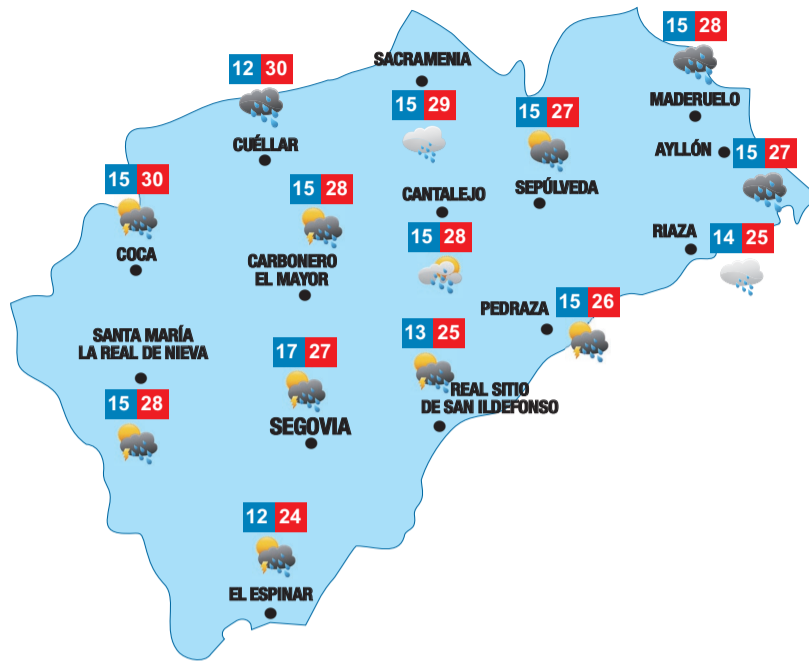 15 28
MADERUELO
SACRAMENIA
12 30
CUÉLLAR
15 29
15 27
SEPÚLVEDA
AYLLÓN
15 27
15 30
COCA
15 28
CARBONERO
EL MAYOR
CANTALEJO
15 28
RIAZA
14 25
PEDRAZA
15 26
SANTA MARÍA
LA REAL DE NIEVA
15 28
17 27
SEGOVIA
13 25
REAL SITIO
DE SAN ILDEFONSO
12 24
EL ESPINAR